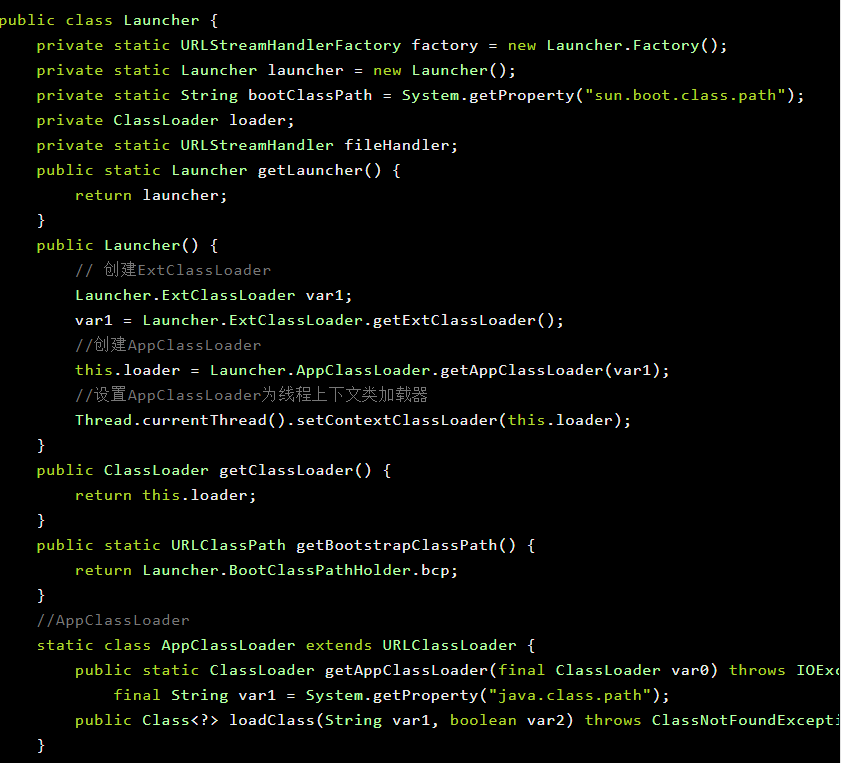 public class Launcher {
    private static URLStreamHandlerFactory factory = new Launcher.Factory();
    private static Launcher launcher = new Launcher();
    private static String bootClassPath = System.getProperty("sun.boot.class.path");
    private ClassLoader loader;
    private static URLStreamHandler fileHandler;
    public static Launcher getLauncher() {
        return launcher;
    }
    public Launcher() {
        // 创建ExtClassLoader
        Launcher.ExtClassLoader var1;
        var1 = Launcher.ExtClassLoader.getExtClassLoader();
        //创建AppClassLoader
        this.loader = Launcher.AppClassLoader.getAppClassLoader(var1);
        //设置AppClassLoader为线程上下文类加载器
        Thread.currentThread().setContextClassLoader(this.loader);
    }
    public ClassLoader getClassLoader() {
        return this.loader;
    }
    public static URLClassPath getBootstrapClassPath() {
        return Launcher.BootClassPathHolder.bcp;
    }
    //AppClassLoader
    static class AppClassLoader extends URLClassLoader {
        public static ClassLoader getAppClassLoader(final ClassLoader var0) throws IOEx
            final String var1 = System.getProperty("java.class.path");
        public Class<?> loadClass(String var1, boolean var2) throws ClassNotFoundExcepti
    }